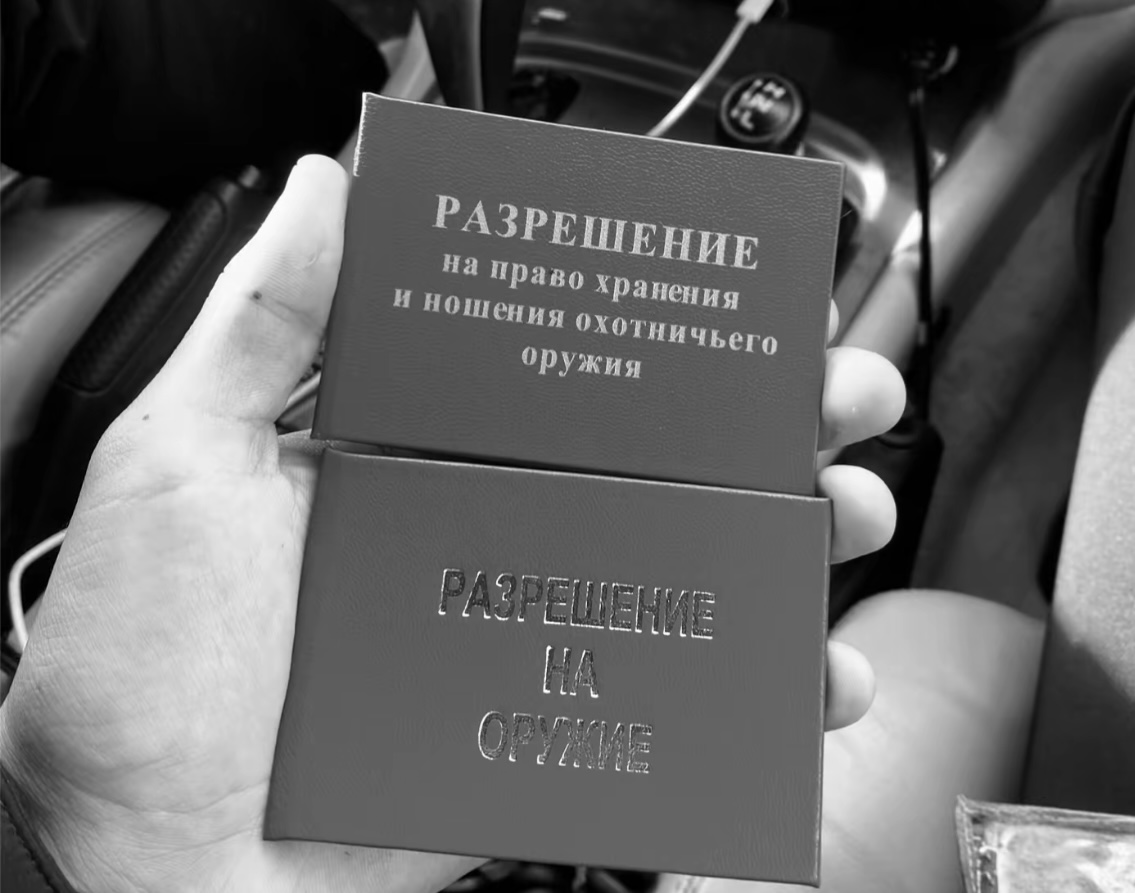 РАЗРЕШЕНИЕ
на право хранения
и ношения охотничьего
оружия
РАЗРЕШЕНИЕ
НА
ОРУЖИЕ